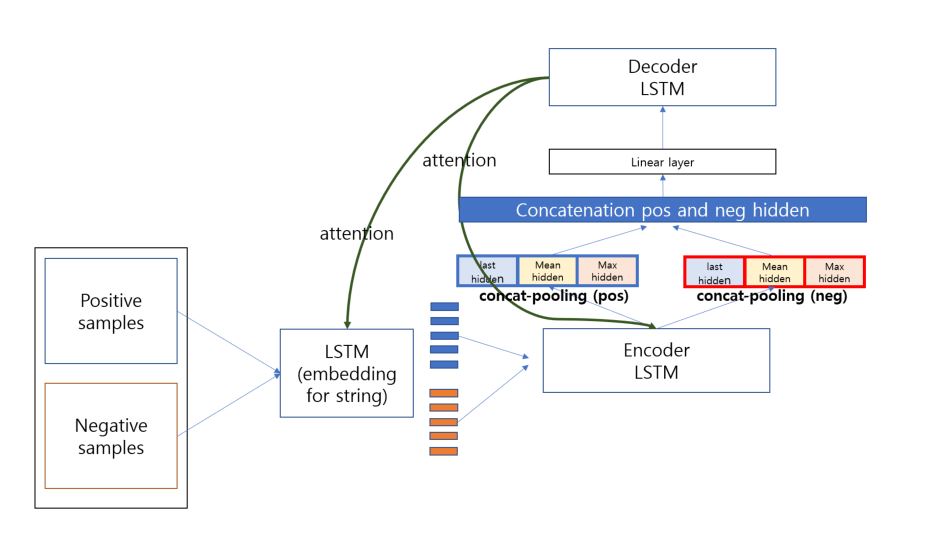 Decoder
LSTM
attention
Linear layer
Concatenation pos and neg hidden
attention
last
hidden
Mean
hidden
Max
hidden
last
hidden
Mean
hidden
Max
hidden
concat-pooling (pos)
concat-pooling (neg)
Positive
samples
LSTM
(embedding
for string)
Encoder
LSTM
Negative
samples